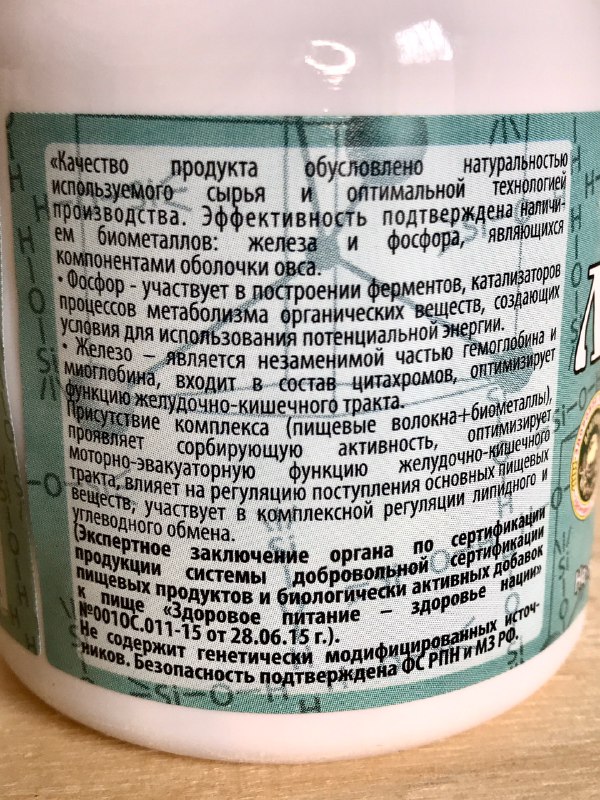 «Качество продукта обусловлено натуральностью
используемого сырья и оптимальной технологией
производства. Эффективность подтверждена наличи-
ем биометаллов: железа и фосфора, являющихся
компонентами оболочки овса.
• Фосфор - участвует в построении ферментов, катализаторов
процессов метаболизма органических веществ, создающих
условия для использования потенциальной энергии.
• Железо – является незаменимой частью гемоглобина и
миоглобина, входит в состав цитахромов, оптимизирует
функцию желудочно-кишечного тракта.
Присутствие комплекса (пищевые волокна+биометаллы),
проявляет сорбирующую активность, оптимизирует
моторно-эвакуаторную функцию желудочно-кишечного
тракта, влияет на регуляцию поступления основных пищевых
веществ, участвует в комплексной регуляции липидного и
углеводного обмена.
(Экспертное заключение органа по сертификации
продукции системы добровольной сертификации
пищевых продуктов и биологически активных добавок
к пище «Здоровое питание – здоровье нации»
№0010С.011-15 от 28.06.15 г.).
Не содержит генетически модифицированных источ-
ников. Безопасность подтверждена ФС РПН и МЗ РФ.